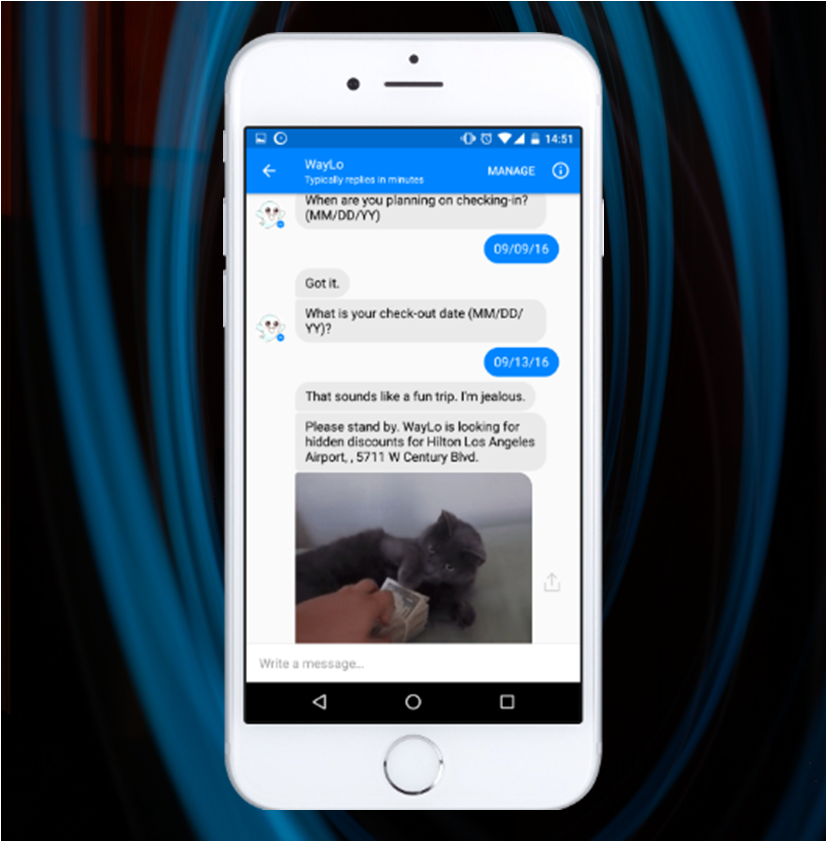 14:51
WayLo
Typically replies in minutes
MANAGE
When are you planning on checking-in?
(MM/DD/YY)
09/09/16
Got it.
What is your check-out date (MM/DD/
YY)?
09/13/16
That sounds like a fun trip. I'm jealous.
Please stand by. WayLo is looking for
hidden discounts for Hilton Los Angeles
Airport, , 5711 W Century Blvd.
Write a message...